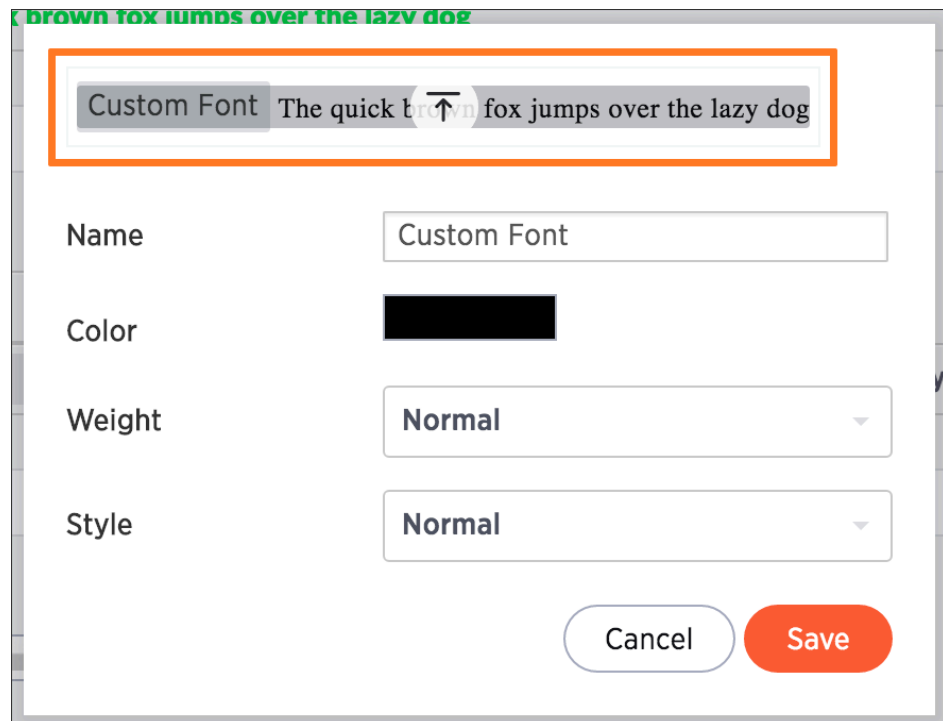 brown fox jumps over the lazy dog
Custom Font The quick brown fox jumps over the lazy dog
Name Custom Font
Color
Weight Normal
Style Normal
Cancel Save